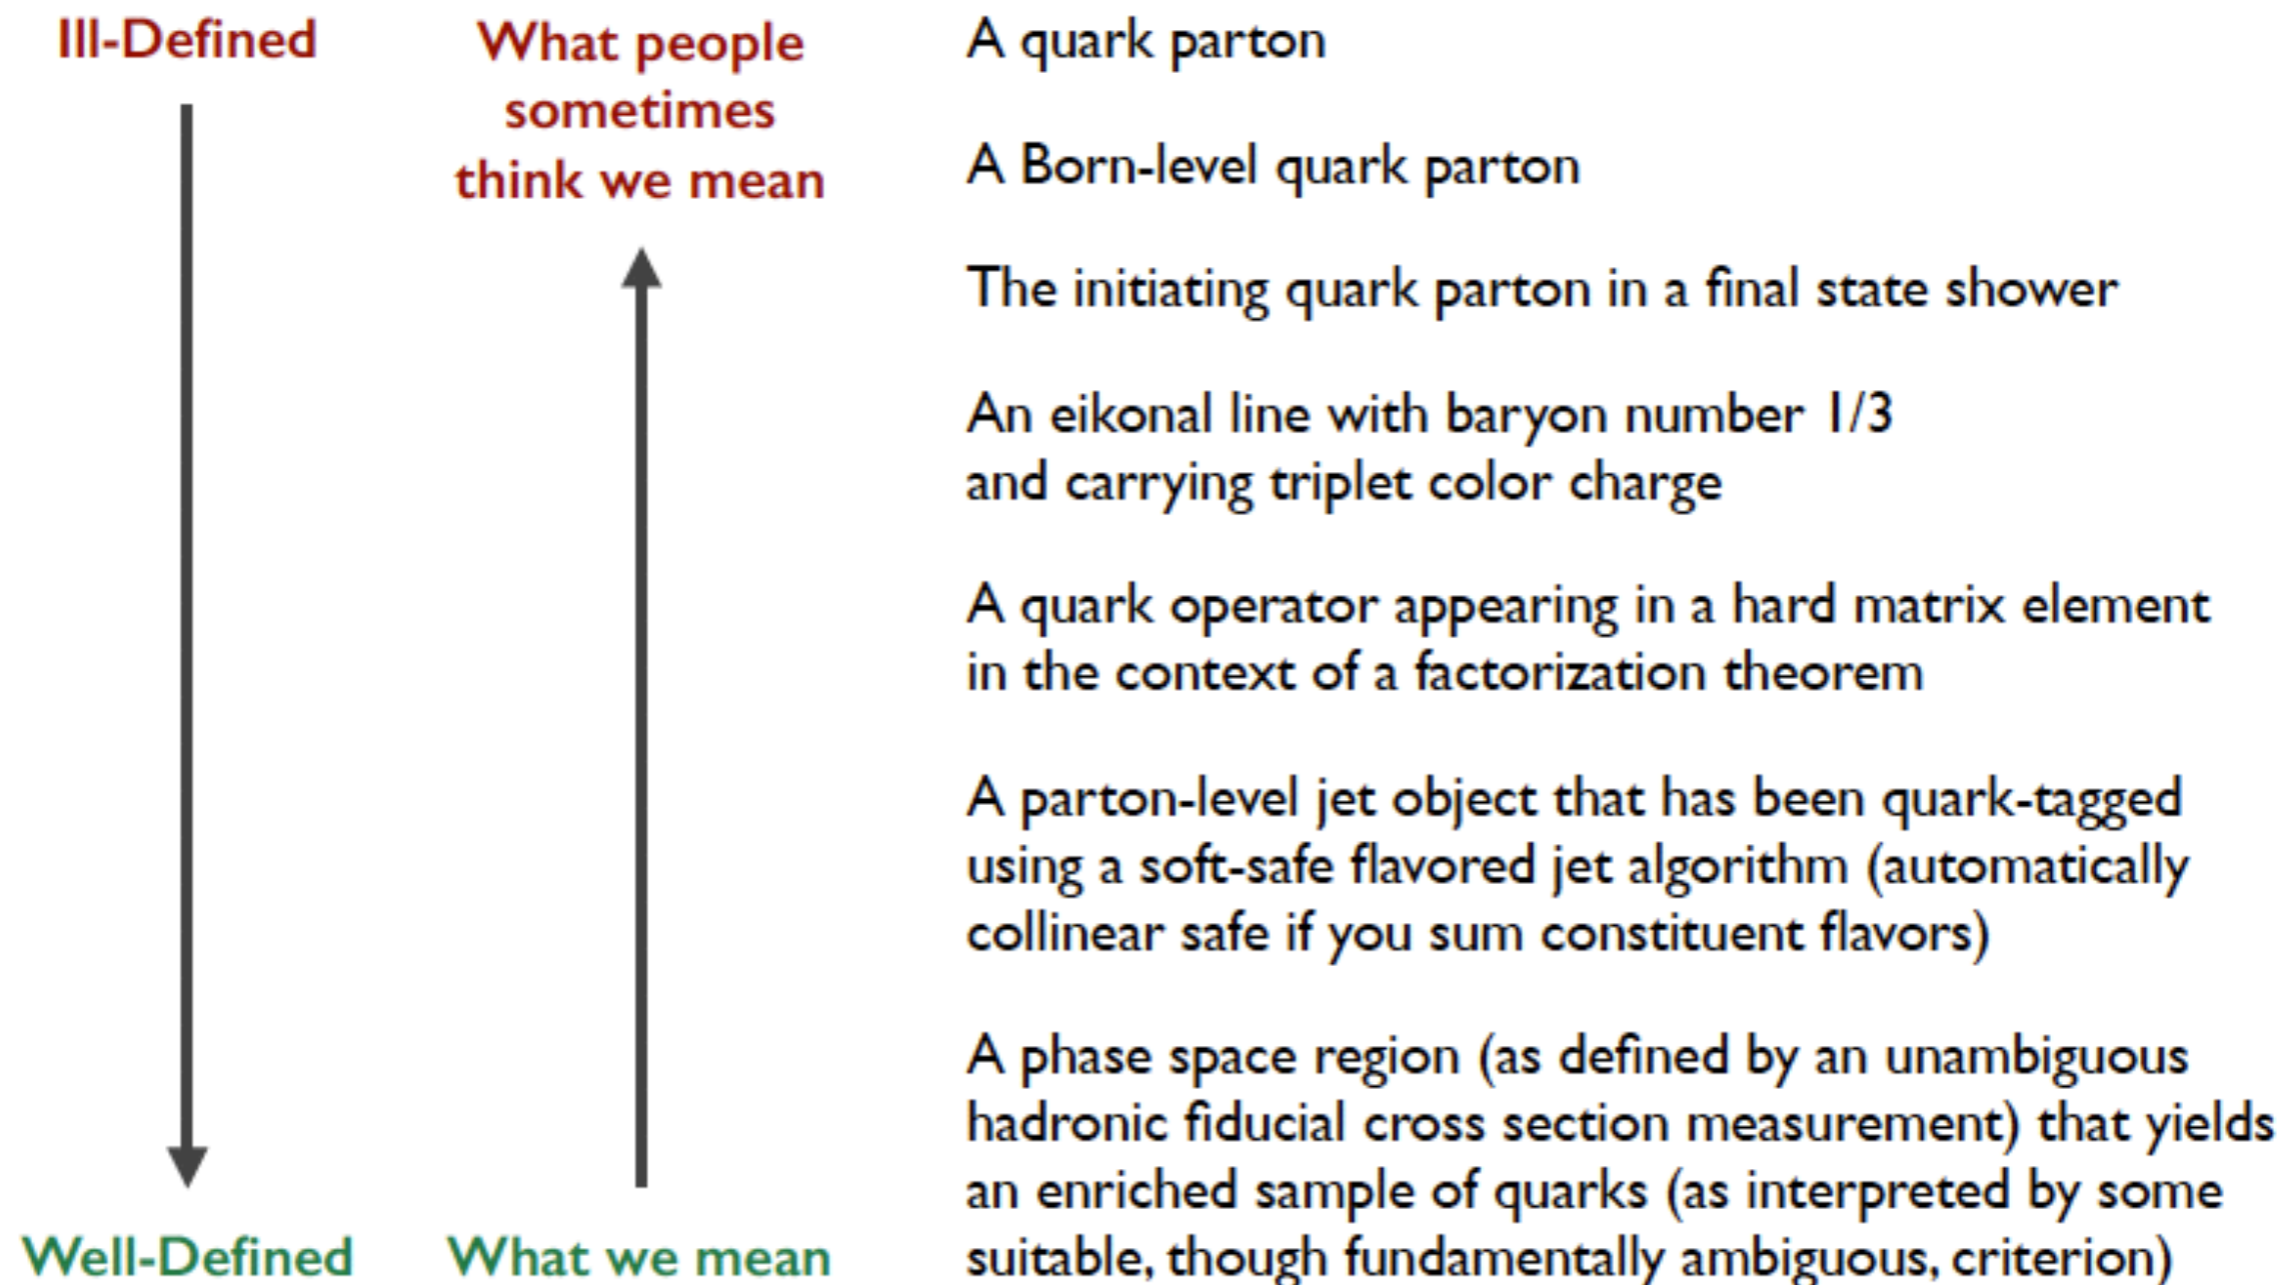 Ill-Defined
What people
sometimes
think we mean
A quark parton
A Born-level quark parton
The initiating quark parton in a final state shower
An eikonal line with baryon number 1/3
and carrying triplet color charge
A quark operator appearing in a hard matrix element
in the context of a factorization theorem
A parton-level jet object that has been quark-tagged
using a soft-safe flavored jet algorithm (automatically
collinear safe if you sum constituent flavors)
A phase space region (as defined by an unambiguous
hadronic fiducial cross section measurement) that yields
an enriched sample of quarks (as interpreted by some
suitable, though fundamentally ambiguous, criterion)
Well-Defined
What we mean